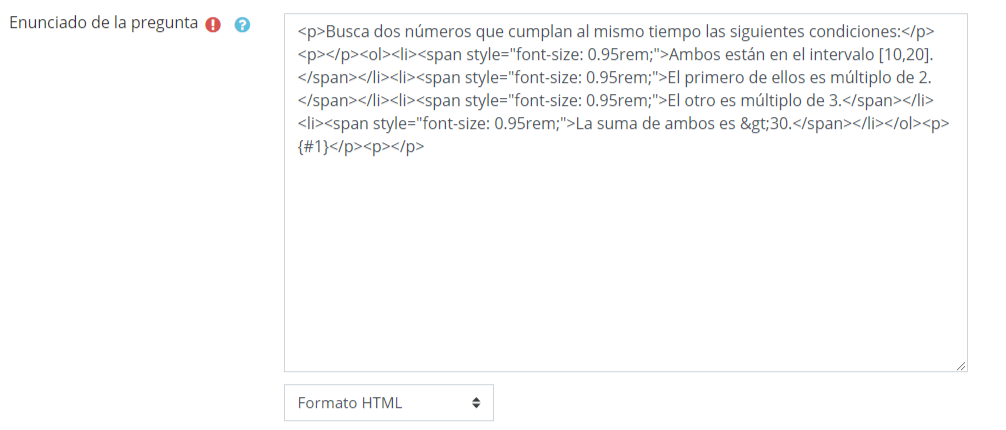 Enunciado de la pregunta
<p>Busca dos números que cumplan al mismo tiempo las siguientes condiciones:</p>
<p></p><ol><li><span style="font-size: 0.95rem;">Ambos están en el intervalo [10,20].
</span></li><li><span style="font-size: 0.95rem;">El primero de ellos es múltiplo de 2.
</span></li><li><span style="font-size: 0.95rem;">El otro es múltiplo de 3.</span></li>
<li><span style="font-size: 0.95rem;">La suma de ambos es &gt;30.</span></li></ol><p>
{#1}</p><p></p>
Formato HTML